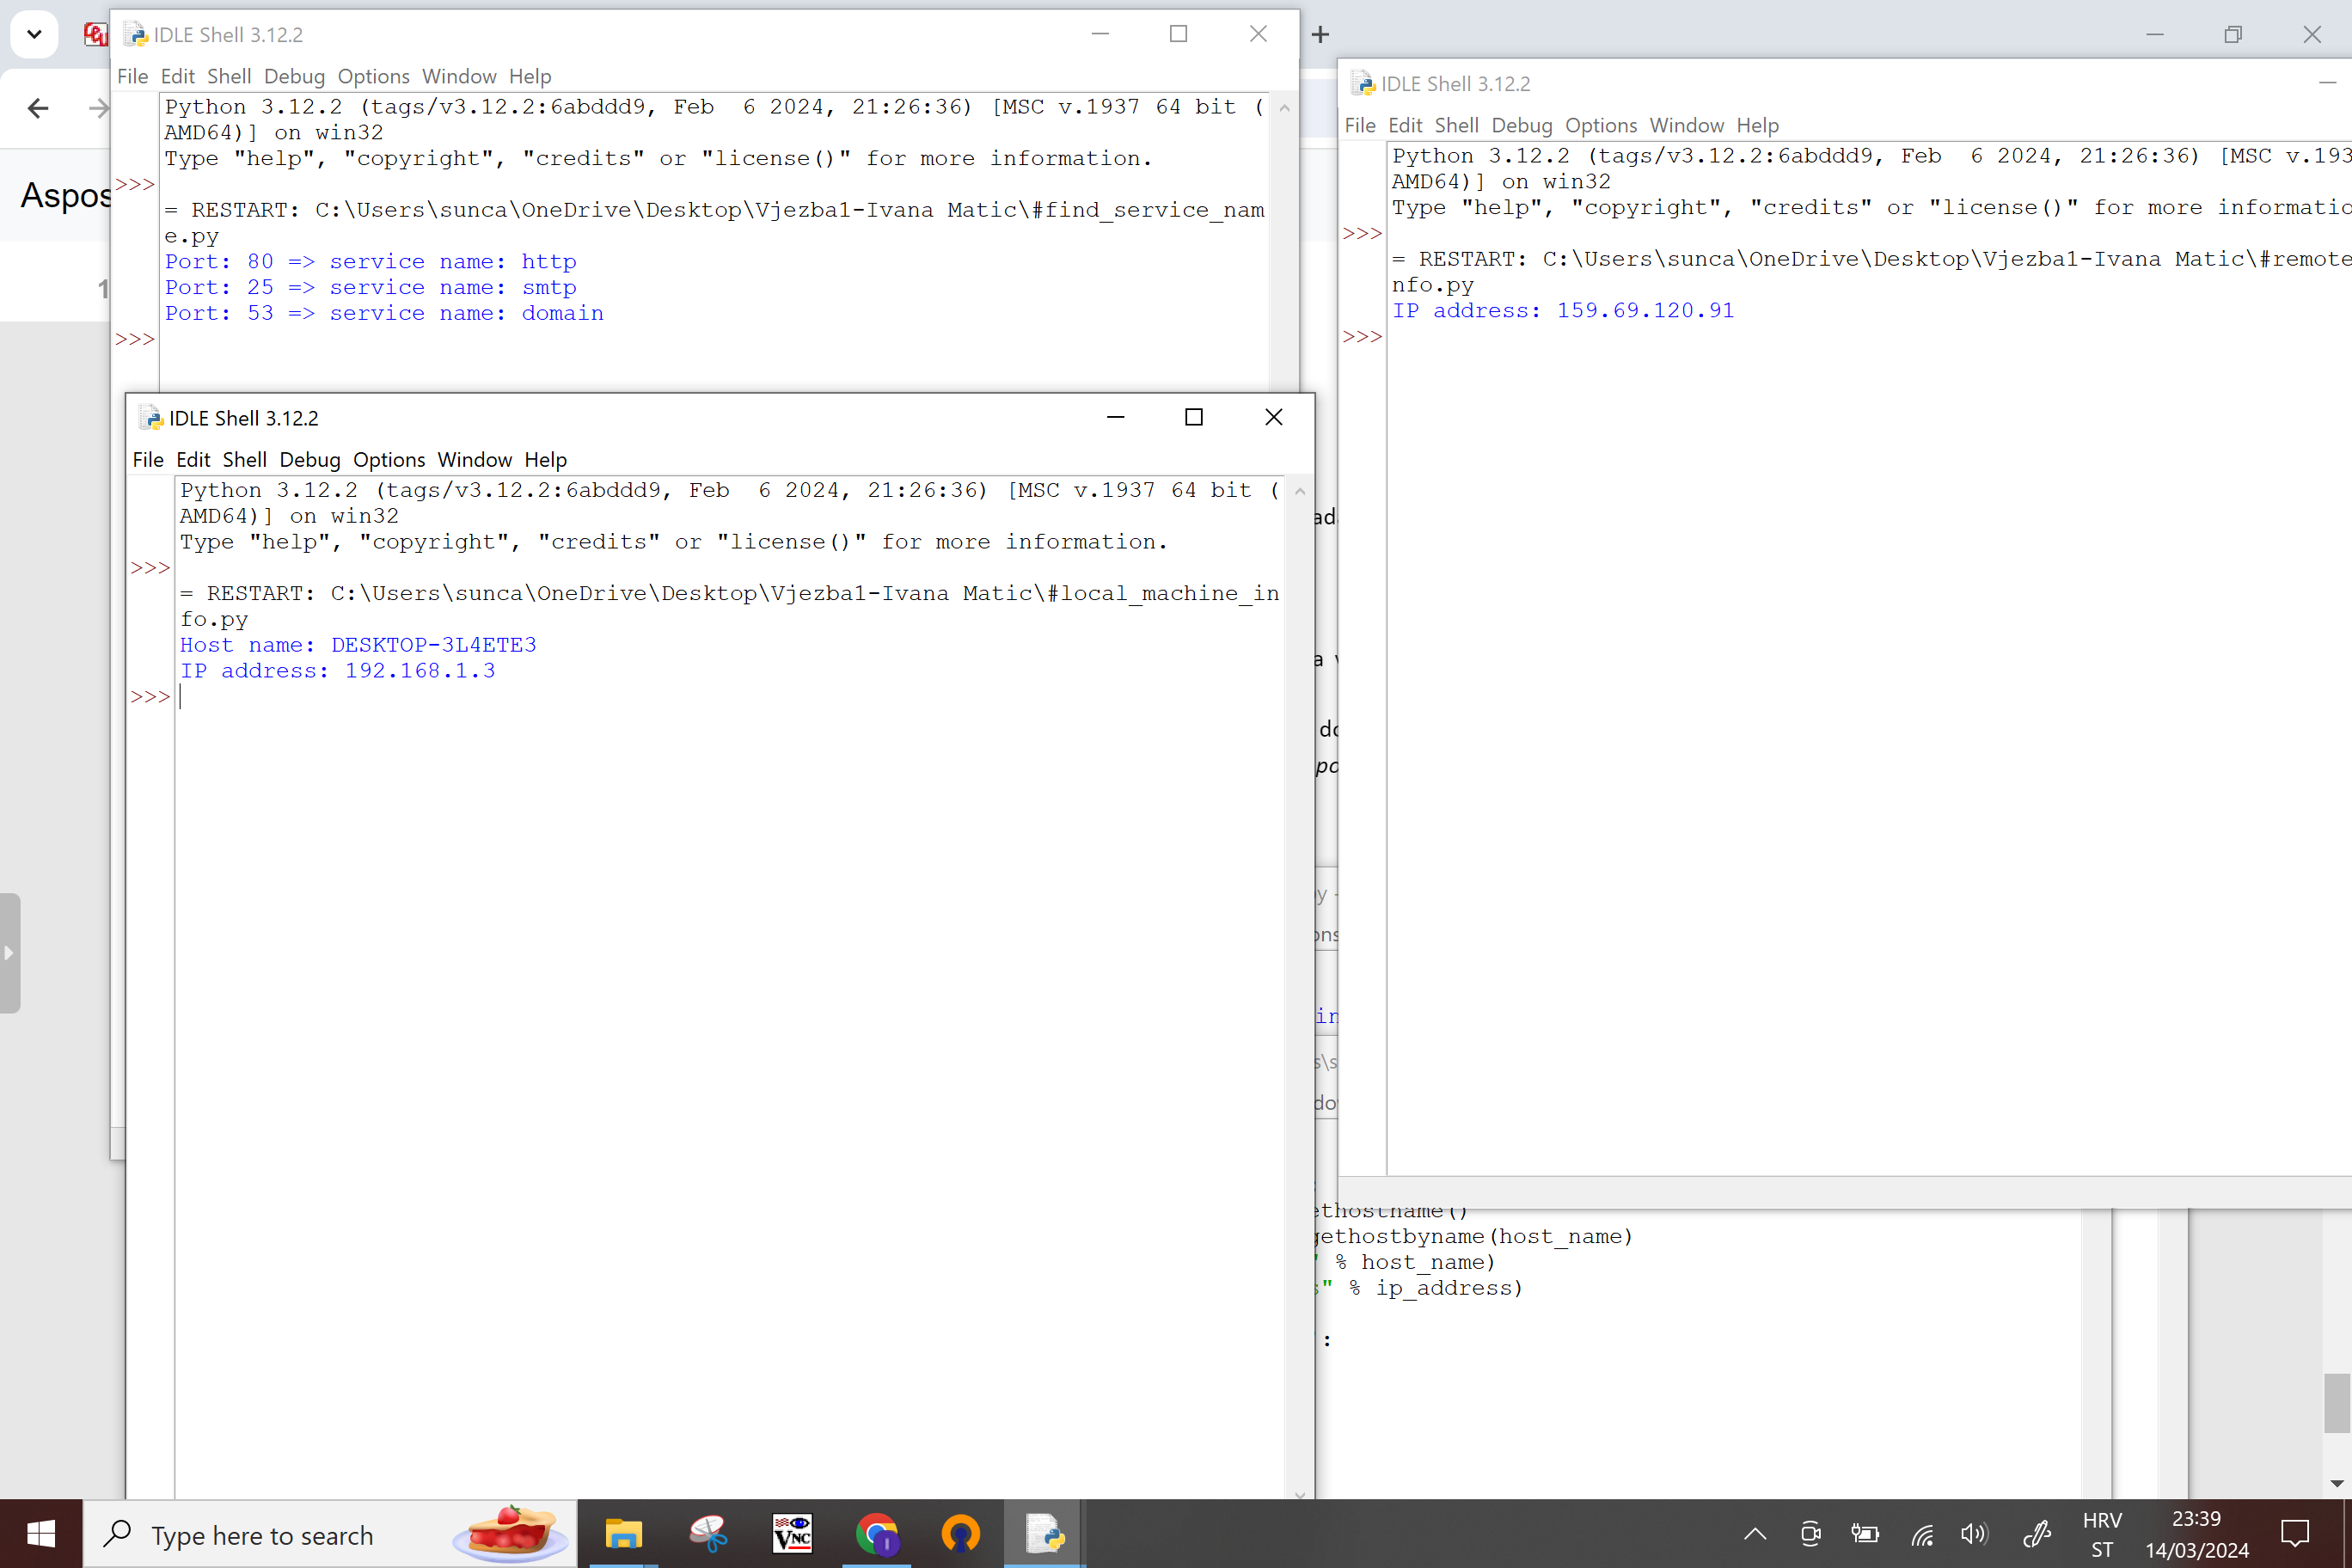 IDLE Shell 3.12.2
File Edit Shell Debug Options Window Help
Python 3.12.2 (tags/v3.12.2:6abddd9, Feb  6 2024, 21:26:36) [MSC v.1937 64 bit (
AMD64)] on win32
Type "help", "copyright", "credits" or "license()" for more information.
>>>
= RESTART: C:\Users\sunca\OneDrive\Desktop\Vjezba1-Ivana Matic\#find_service_nam
e.py
Port: 80 => service name: http
Port: 25 => service name: smtp
Port: 53 => service name: domain
>>>
Aspos
1
IDLE Shell 3.12.2
File Edit Shell Debug Options Window Help
Python 3.12.2 (tags/v3.12.2:6abddd9, Feb  6 2024, 21:26:36) [MSC v.193
AMD64)] on win32
Type "help", "copyright", "credits" or "license()" for more informatio
>>>
= RESTART: C:\Users\sunca\OneDrive\Desktop\Vjezba1-Ivana Matic\#remote
nfo.py
IP address: 159.69.120.91
>>>
IDLE Shell 3.12.2
File Edit Shell Debug Options Window Help
Python 3.12.2 (tags/v3.12.2:6abddd9, Feb  6 2024, 21:26:36) [MSC v.1937 64 bit (
AMD64)] on win32
Type "help", "copyright", "credits" or "license()" for more information.
>>>
= RESTART: C:\Users\sunca\OneDrive\Desktop\Vjezba1-Ivana Matic\#local_machine_in
fo.py
Host name: DESKTOP-3L4ETE3
IP address: 192.168.1.3
>>>
ad
a
do
po
y -
ons
in
s\s
do
ethostname()
gethostbyname(host_name)
" % host_name)
s" % ip_address)
:
Type here to search
VNC
I
HRV
ST
23:39
14/03/2024